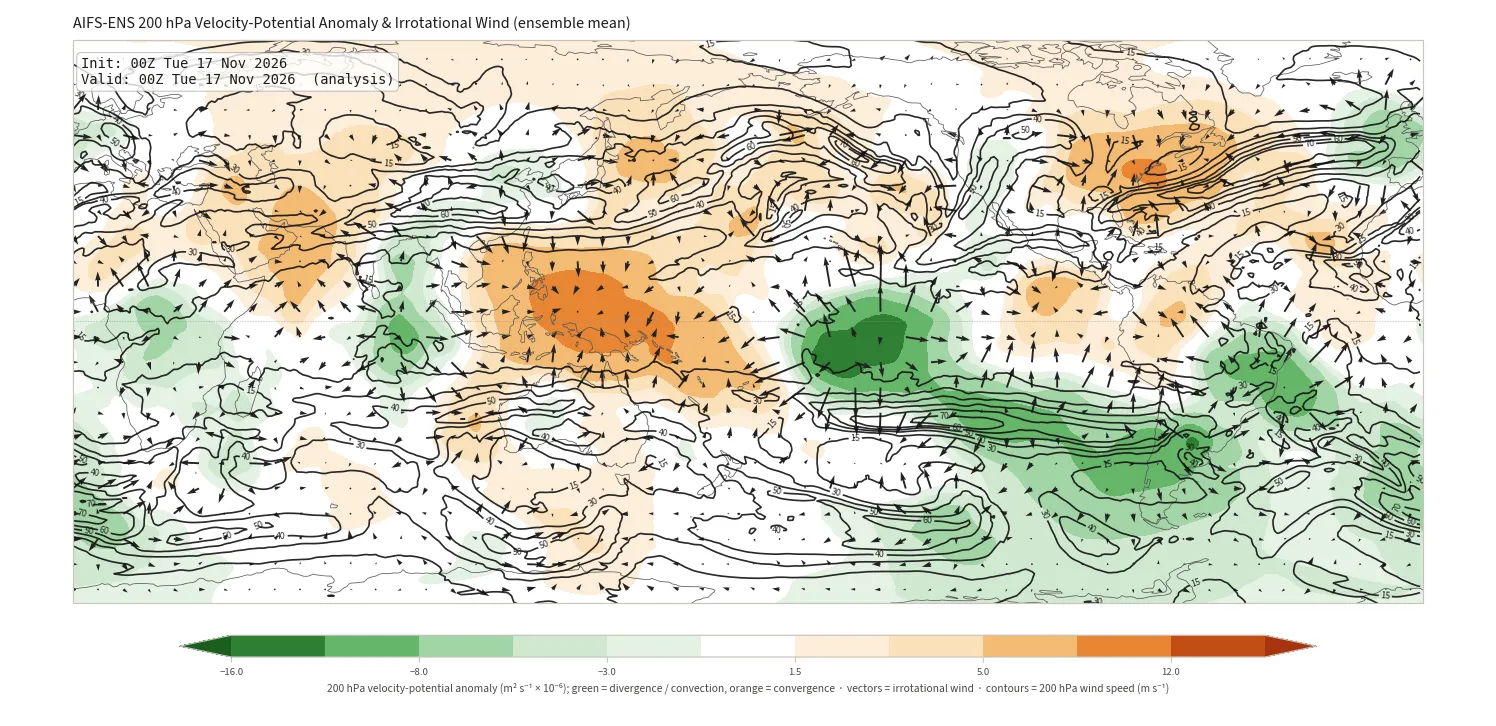 AIFS-ENS 200 hPa Velocity-Potential Anomaly & Irrotational Wind (ensemble mean)
Init: 00Z Tue 17 Nov 2026
Valid: 00Z Tue 17 Nov 2026  (analysis)
−16.0 −8.0 −3.0 1.5 5.0 12.0
200 hPa velocity-potential anomaly (m² s⁻¹ × 10⁻⁶); green = divergence / convection, orange = convergence · vectors = irrotational wind · contours = 200 hPa wind speed (m s⁻¹)